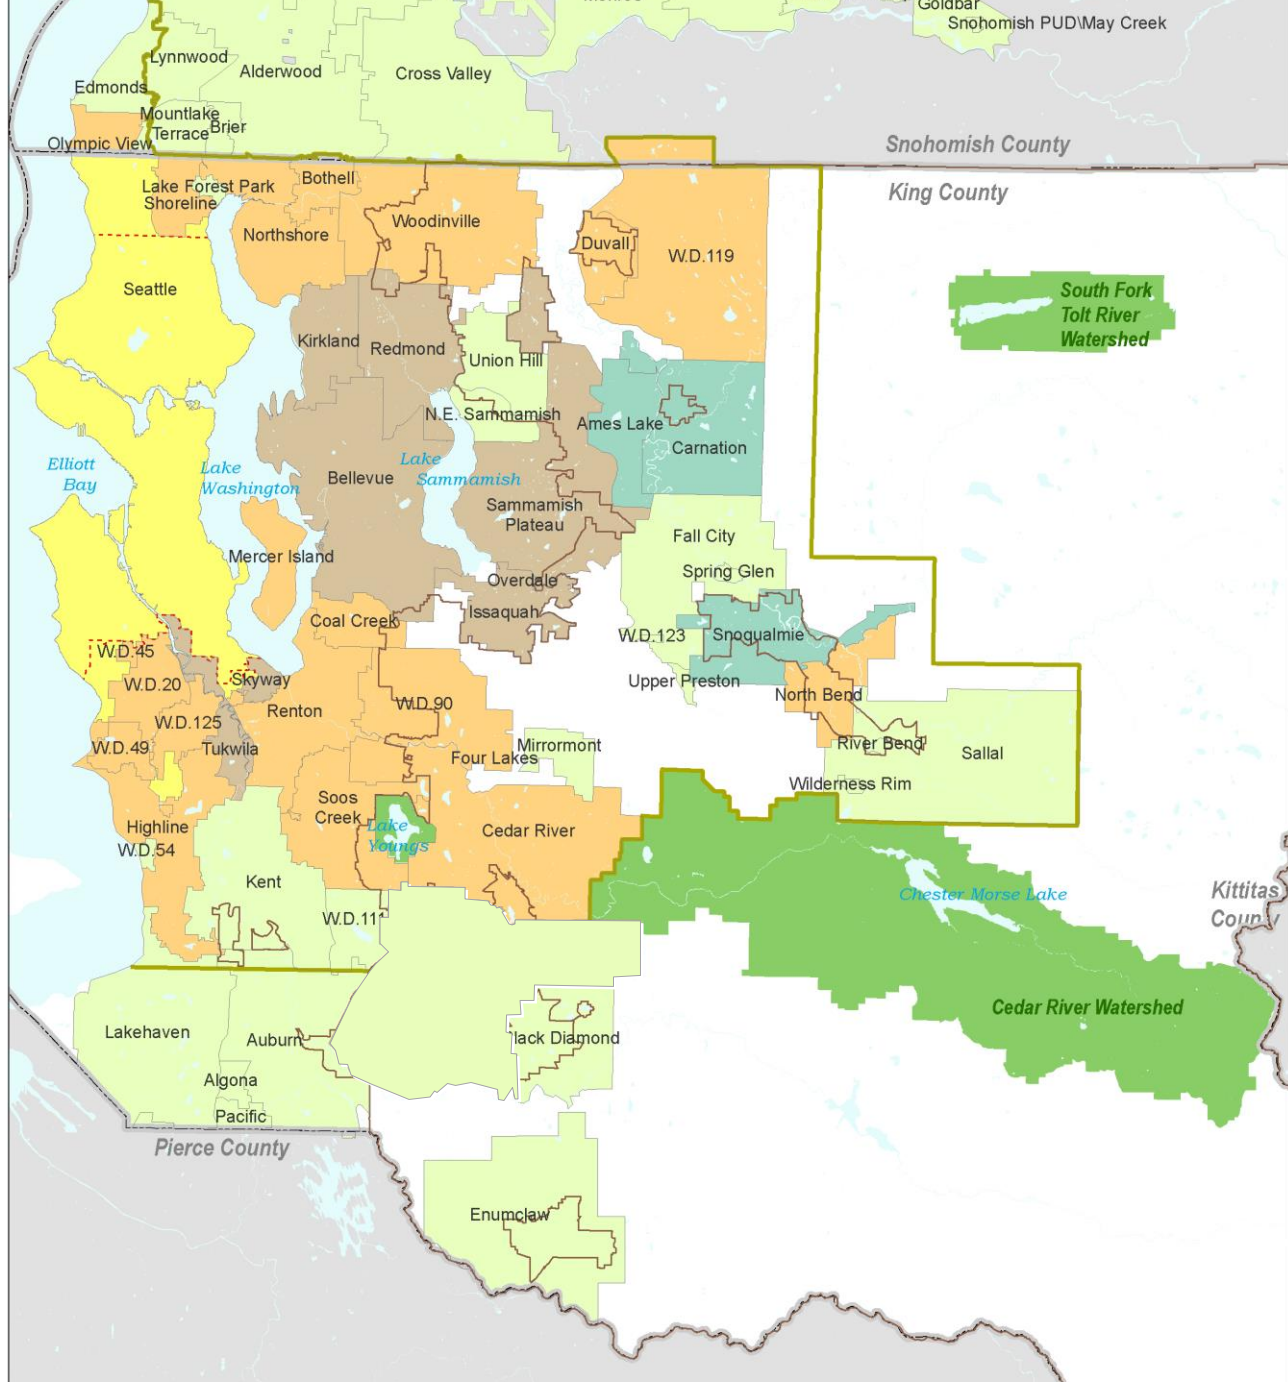 Goldbar
Snohomish PUD\May Creek
Lynnwood
Alderwood
Cross Valley
Edmonds
Mountlake
Terrace
Brier
Olympic View
Snohomish County
King County
Lake Forest Park
Shoreline
Bothell
Northshore
Woodinville
Duvall
W.D.119
Seattle
South Fork
Tolt River
Watershed
Kirkland
Redmond
Union Hill
N.E. Sammamish
Ames Lake
Carnation
Elliott
Bay
Lake
Washington
Bellevue
Lake
Sammamish
Sammamish
Plateau
Fall City
Mercer Island
Spring Glen
Overdale
Issaquah
Coal Creek
W.D.123
Snoqualmie
W.D.45
W.D.20
Skyway
Upper Preston
North Bend
Renton
W.D.90
W.D.125
W.D.49
Tukwila
Four Lakes
Mirrormont
River Bend
Sallal
Wilderness Rim
Soos
Creek
Highline
W.D.54
Lake
Youngs
Cedar River
Kent
W.D.11
Chester Morse Lake
Kittitas
County
Cedar River Watershed
Lakehaven
Auburn
lack Diamond
Algona
Pacific
Pierce County
Enumclaw